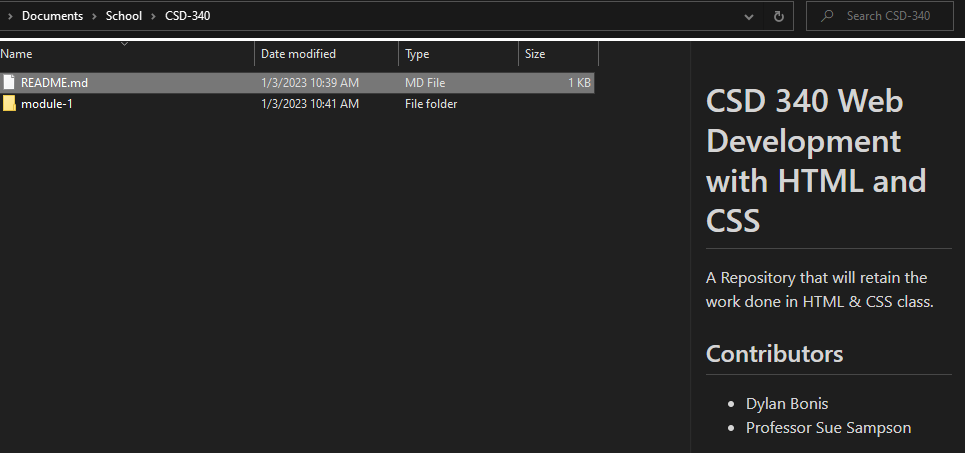 Documents > School > CSD-340 Search CSD-340
Name Date modified Type Size
README.md 1/3/2023 10:39 AM MD File 1 KB
module-1 1/3/2023 10:41 AM File folder
CSD 340 Web
Development
with HTML and
CSS
A Repository that will retain the
work done in HTML & CSS class.
Contributors
• Dylan Bonis
• Professor Sue Sampson